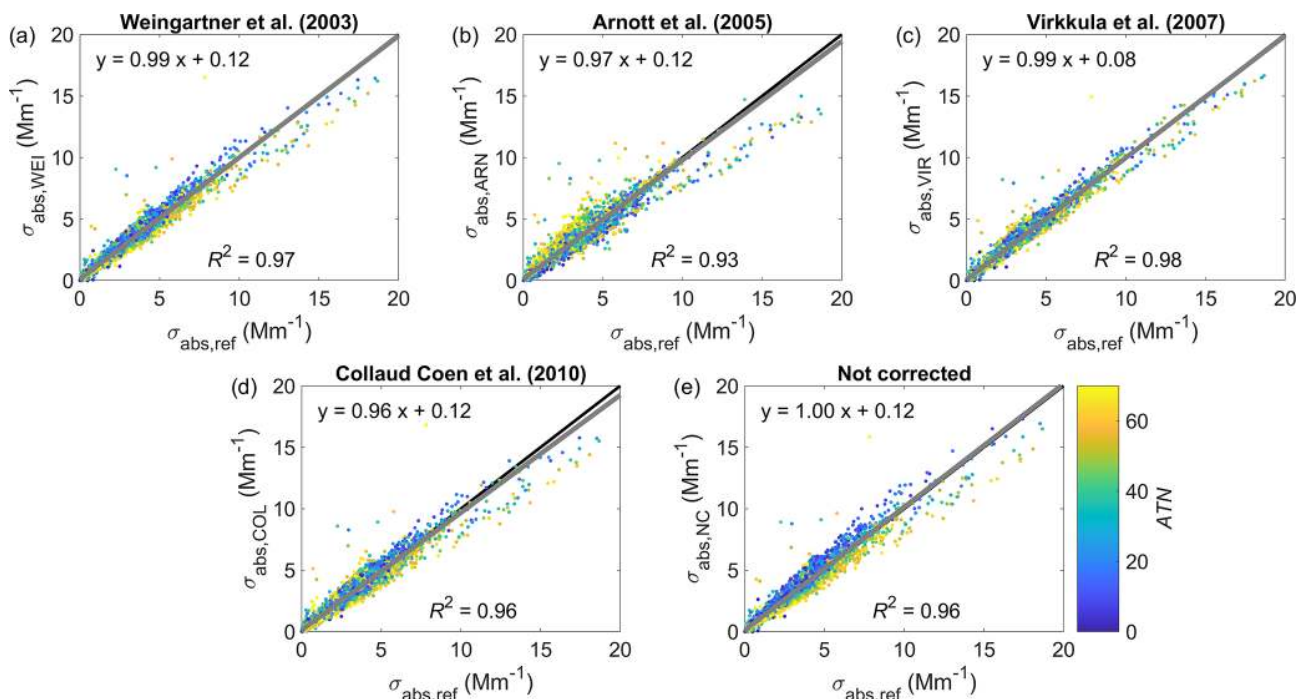 Weingartner et al. (2003)
(a)
20
15
10
5
0
y = 0.99 x + 0.12
R² = 0.97
σabs,WEI (Mm⁻¹)
0 5 10 15 20
σabs,ref (Mm⁻¹)
Arnott et al. (2005)
(b)
20
15
10
5
0
y = 0.97 x + 0.12
R² = 0.93
σabs,ARN (Mm⁻¹)
0 5 10 15 20
σabs,ref (Mm⁻¹)
Virkkula et al. (2007)
(c)
20
15
10
5
0
y = 0.99 x + 0.08
R² = 0.98
σabs,VIR (Mm⁻¹)
0 5 10 15 20
σabs,ref (Mm⁻¹)
Collaud Coen et al. (2010)
(d)
20
15
10
5
0
y = 0.96 x + 0.12
R² = 0.96
σabs,COL (Mm⁻¹)
0 5 10 15 20
σabs,ref (Mm⁻¹)
Not corrected
(e)
20
15
10
5
0
y = 1.00 x + 0.12
R² = 0.96
σabs,NC (Mm⁻¹)
0 5 10 15 20
σabs,ref (Mm⁻¹)
60
40
20
0
ATN